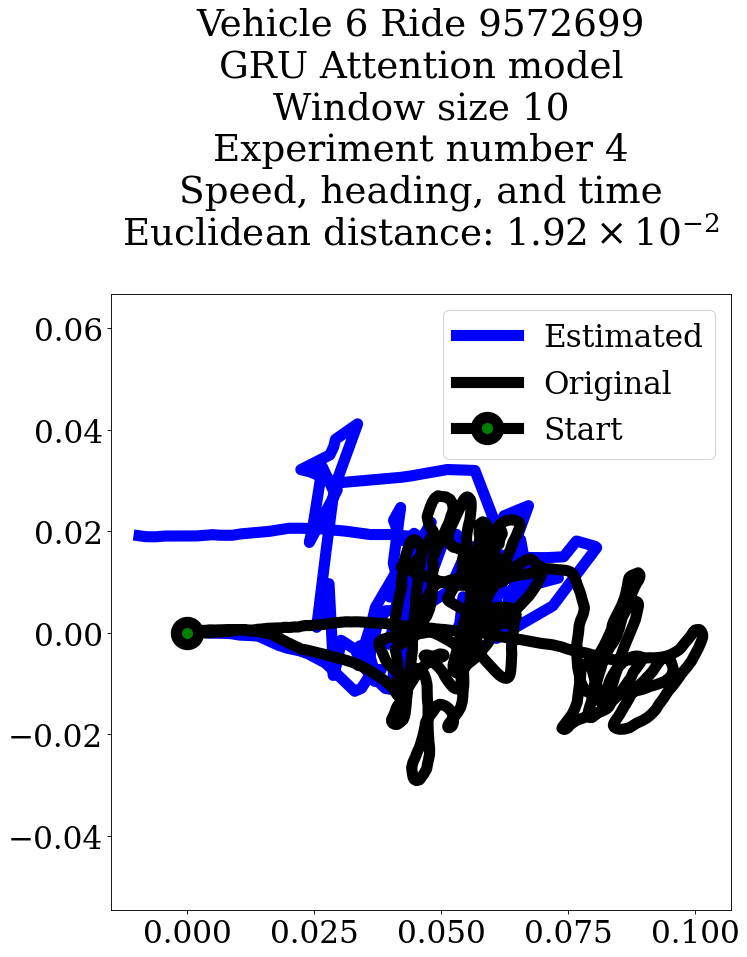 Vehicle 6 Ride 9572699
GRU Attention model
Window size 10
Experiment number 4
Speed, heading, and time
Euclidean distance: 1.92 × 10⁻²
Estimated
Original
Start
0.06
0.04
0.02
0.00
−0.02
−0.04
0.000 0.025 0.050 0.075 0.100